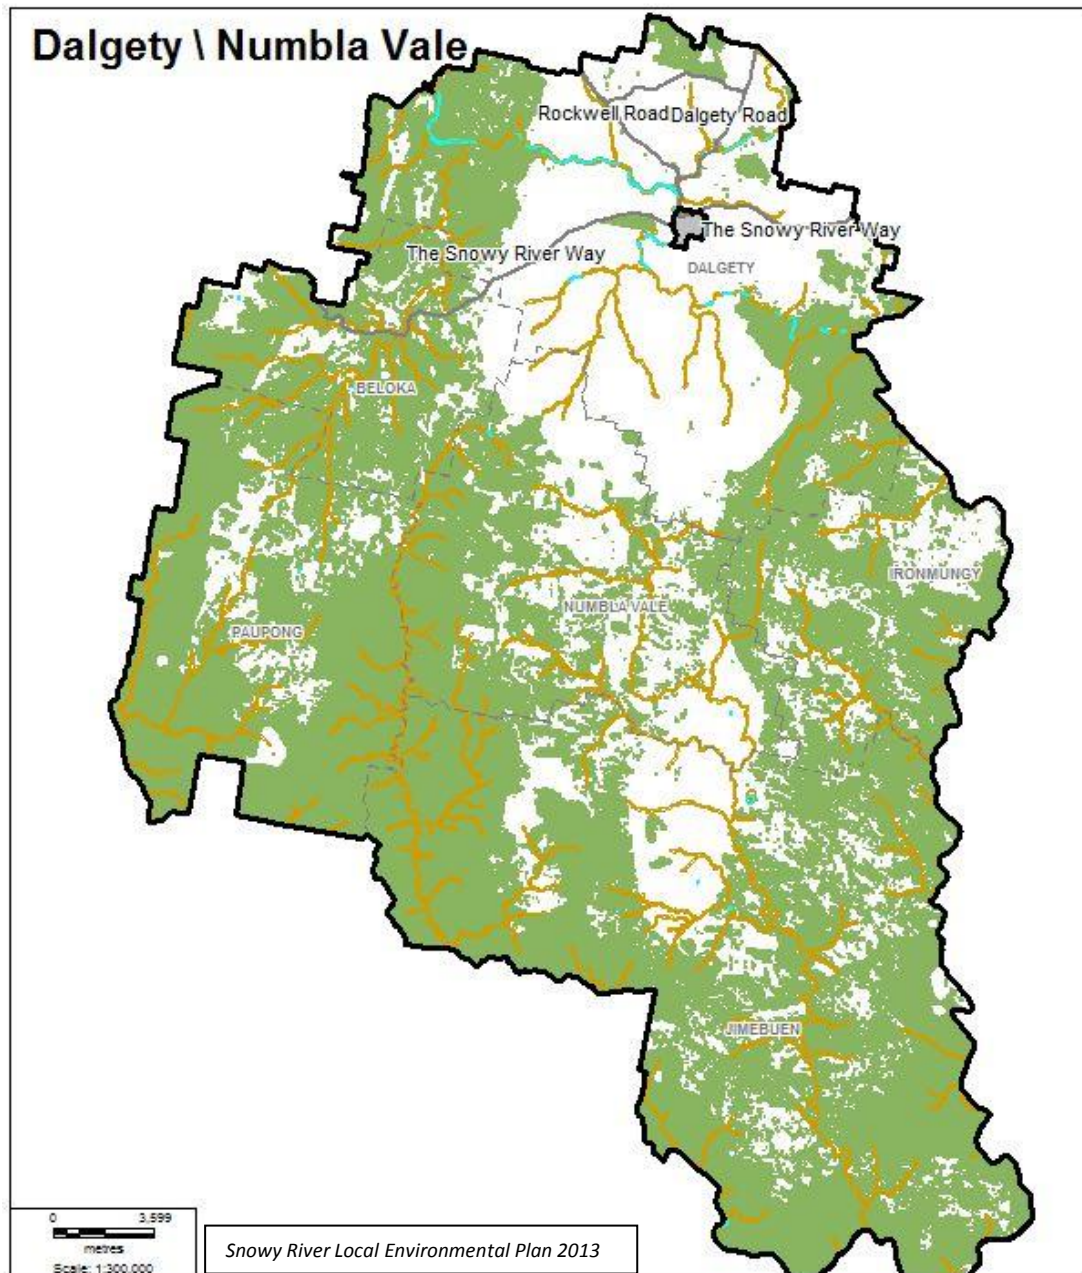 Dalgety \ Numbla Vale
Rockwell Road
Dalgety Road
The Snowy River Way
The Snowy River Way
DALGETY
BELOKA
IRONMUNGY
NUMBLA VALE
PAUPONG
JIMEBUEN
0 3,599
metres
Scale: 1:300,000
Snowy River Local Environmental Plan 2013